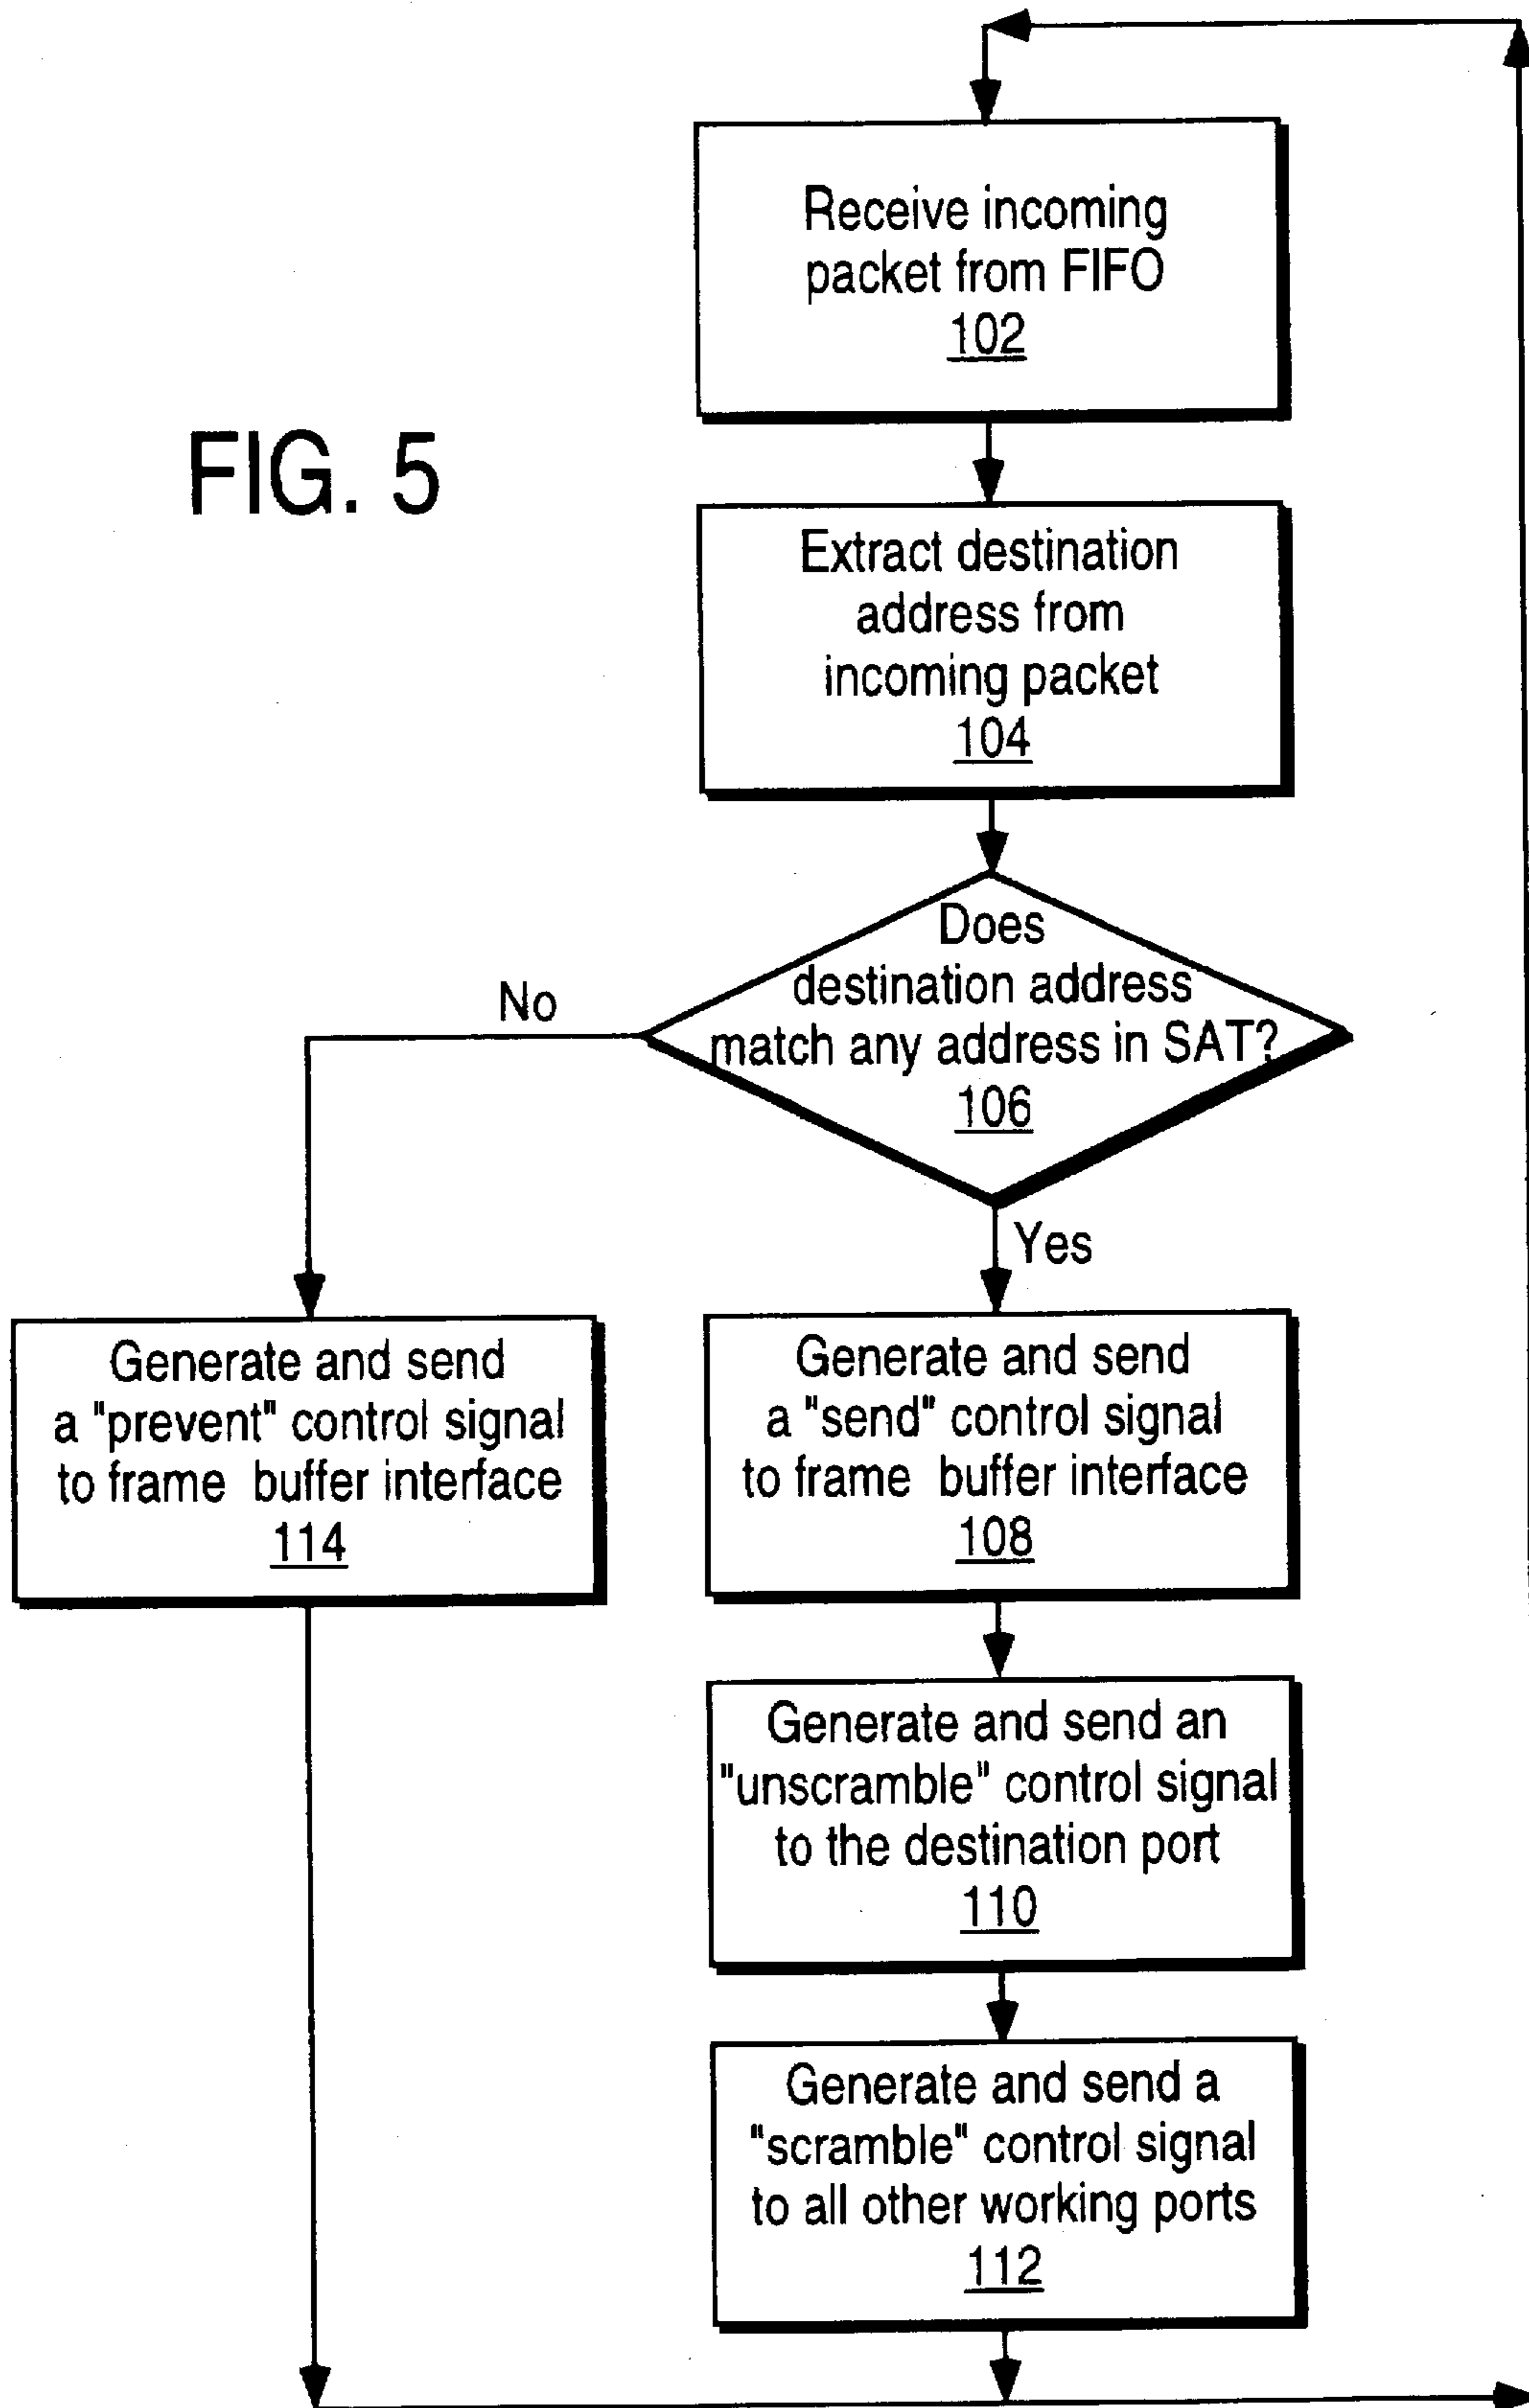 Receive incoming
packet from FIFO
102
FIG. 5
Extract destination
address from
incoming packet
104
Does
destination address
match any address in SAT?
106
No
Yes
Generate and send
a "prevent" control signal
to frame buffer interface
114
Generate and send
a "send" control signal
to frame buffer interface
108
Generate and send an
"unscramble" control signal
to the destination port
110
Generate and send a
"scramble" control signal
to all other working ports
112